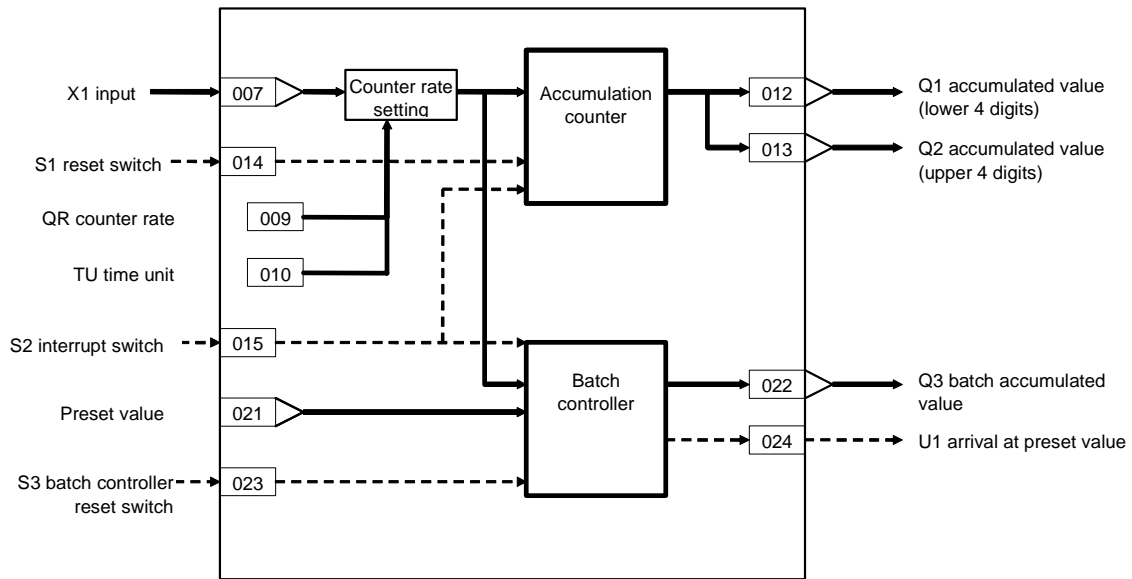 X1 input
007
Counter rate
setting
Accumulation
counter
012
Q1 accumulated value
(lower 4 digits)
013
Q2 accumulated value
(upper 4 digits)
S1 reset switch
014
QR counter rate
009
TU time unit
010
S2 interrupt switch
015
Batch
controller
022
Q3 batch accumulated
value
Preset value
021
024
U1 arrival at preset value
S3 batch controller
reset switch
023